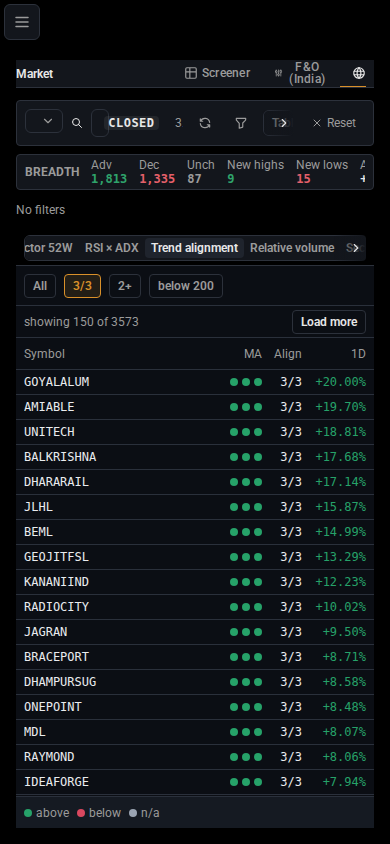 Market Screener F&O (India)
CLOSED 3 Reset
BREADTH Adv 1,813 Dec 1,335 Unch 87 New highs 9 New lows 15
No filters
ctor 52W RSI × ADX Trend alignment Relative volume
All 3/3 2+ below 200
showing 150 of 3573 Load more
Symbol MA Align 1D
GOYALALUM 3/3 +20.00%
AMIABLE 3/3 +19.70%
UNITECH 3/3 +18.81%
BALKRISHNA 3/3 +17.68%
DHARARAIL 3/3 +17.14%
JLHL 3/3 +15.87%
BEML 3/3 +14.99%
GEOJITFSL 3/3 +13.29%
KANANIIND 3/3 +12.23%
RADIOCITY 3/3 +10.02%
JAGRAN 3/3 +9.50%
BRACEPORT 3/3 +8.71%
DHAMPURSUG 3/3 +8.58%
ONEPOINT 3/3 +8.48%
MDL 3/3 +8.07%
RAYMOND 3/3 +8.06%
IDEAFORGE 3/3 +7.94%
above below n/a